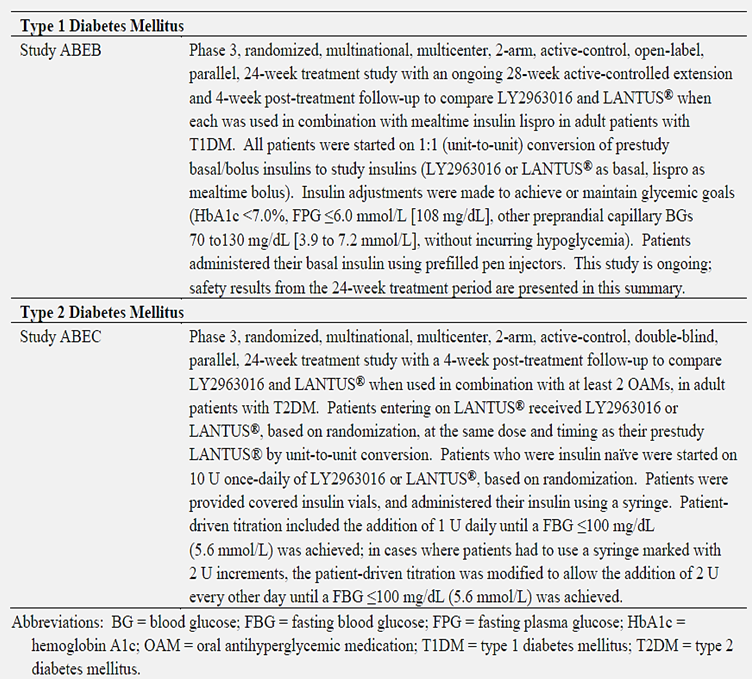 Type 1 Diabetes Mellitus
Study ABEB
Phase 3, randomized, multinational, multicenter, 2-arm, active-control, open-label,
parallel, 24-week treatment study with an ongoing 28-week active-controlled extension
and 4-week post-treatment follow-up to compare LY2963016 and LANTUS® when
each was used in combination with mealtime insulin lispro in adult patients with
T1DM. All patients were started on 1:1 (unit-to-unit) conversion of prestudy
basal/bolus insulins to study insulins (LY2963016 or LANTUS® as basal, lispro as
mealtime bolus). Insulin adjustments were made to achieve or maintain glycemic goals
(HbA1c <7.0%, FPG ≤6.0 mmol/L [108 mg/dL], other preprandial capillary BGs
70 to130 mg/dL [3.9 to 7.2 mmol/L], without incurring hypoglycemia). Patients
administered their basal insulin using prefilled pen injectors. This study is ongoing;
safety results from the 24-week treatment period are presented in this summary.
Type 2 Diabetes Mellitus
Study ABEC
Phase 3, randomized, multinational, multicenter, 2-arm, active-control, double-blind,
parallel, 24-week treatment study with a 4-week post-treatment follow-up to compare
LY2963016 and LANTUS® when used in combination with at least 2 OAMs, in adult
patients with T2DM. Patients entering on LANTUS® received LY2963016 or
LANTUS®, based on randomization, at the same dose and timing as their prestudy
LANTUS® by unit-to-unit conversion. Patients who were insulin naïve were started on
10 U once-daily of LY2963016 or LANTUS®, based on randomization. Patients were
provided covered insulin vials, and administered their insulin using a syringe. Patient-
driven titration included the addition of 1 U daily until a FBG ≤100 mg/dL
(5.6 mmol/L) was achieved; in cases where patients had to use a syringe marked with
2 U increments, the patient-driven titration was modified to allow the addition of 2 U
every other day until a FBG ≤100 mg/dL (5.6 mmol/L) was achieved.
Abbreviations: BG = blood glucose; FBG = fasting blood glucose; FPG = fasting plasma glucose; HbA1c =
hemoglobin A1c; OAM = oral antihyperglycemic medication; T1DM = type 1 diabetes mellitus; T2DM = type 2
diabetes mellitus.